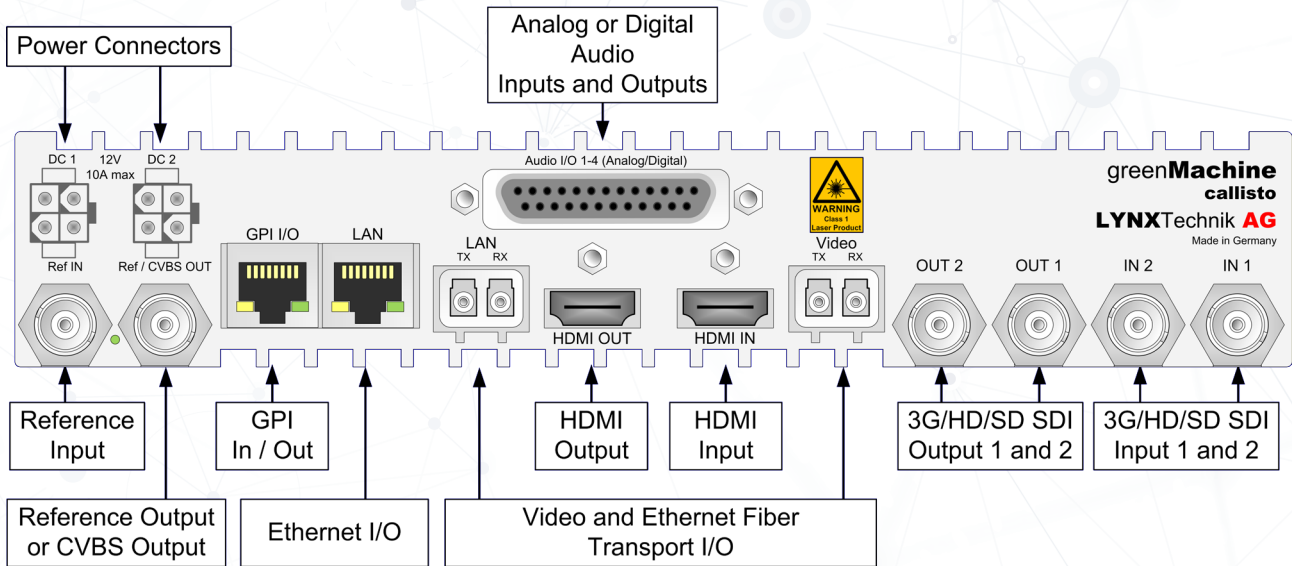 Power Connectors
Analog or Digital
Audio
Inputs and Outputs
DC 1
12V
10A max
DC 2
Audio I/O 1-4 (Analog/Digital)
WARNING
Class 1
Laser Product
greenMachine
callisto
LYNXTechnik AG
Made in Germany
Ref IN
Ref / CVBS OUT
GPI I/O
LAN
LAN
TX RX
HDMI OUT
HDMI IN
Video
TX RX
OUT 2
OUT 1
IN 2
IN 1
Reference
Input
GPI
In / Out
HDMI
Output
HDMI
Input
3G/HD/SD SDI
Output 1 and 2
3G/HD/SD SDI
Input 1 and 2
Reference Output
or CVBS Output
Ethernet I/O
Video and Ethernet Fiber
Transport I/O